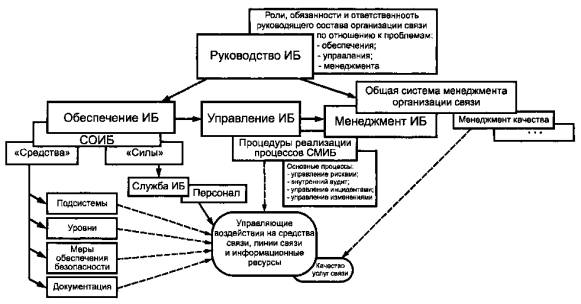 Роли, обязанности и ответственность
руководящего состава организации связи
по отношению к проблемам:
- обеспечения;
- управления;
- менеджмента
Руководство ИБ
Общая система менеджмента
организации связи
Обеспечение ИБ
Управление ИБ
Менеджмент ИБ
Менеджмент качества
. . .
СОИБ
«Средства»
«Силы»
Процедуры реализации
процессов СМИБ
Основные процессы:
- управление рисками;
- внутренний аудит;
- управление инцидентами;
- управление изменениями
Служба ИБ
Персонал
Подсистемы
Уровни
Меры
обеспечения
безопасности
Документация
Управляющие
воздействия на средства
связи, линии связи
и информационные
ресурсы
Качество
услуг связи